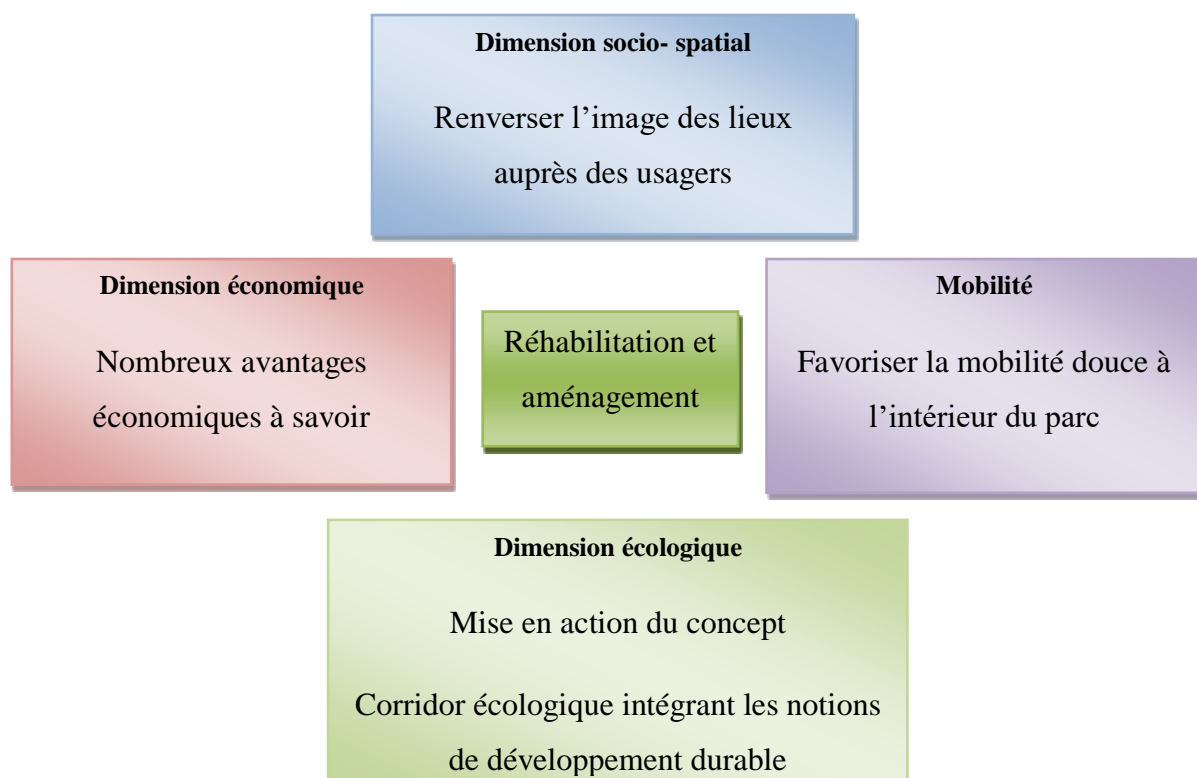 Dimension socio- spatial
Renverser l’image des lieux
auprès des usagers
Dimension économique
Nombreux avantages
économiques à savoir
Réhabilitation et
aménagement
Mobilité
Favoriser la mobilité douce à
l’intérieur du parc
Dimension écologique
Mise en action du concept
Corridor écologique intégrant les notions
de développement durable